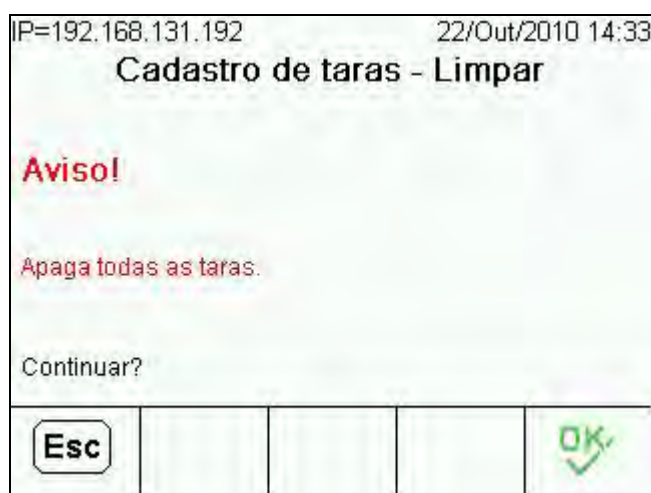 IP=192.168.131.192 22/Out/2010 14:33
Cadastro de taras - Limpar
Aviso!
Apaga todas as taras.
Continuar?
Esc OK